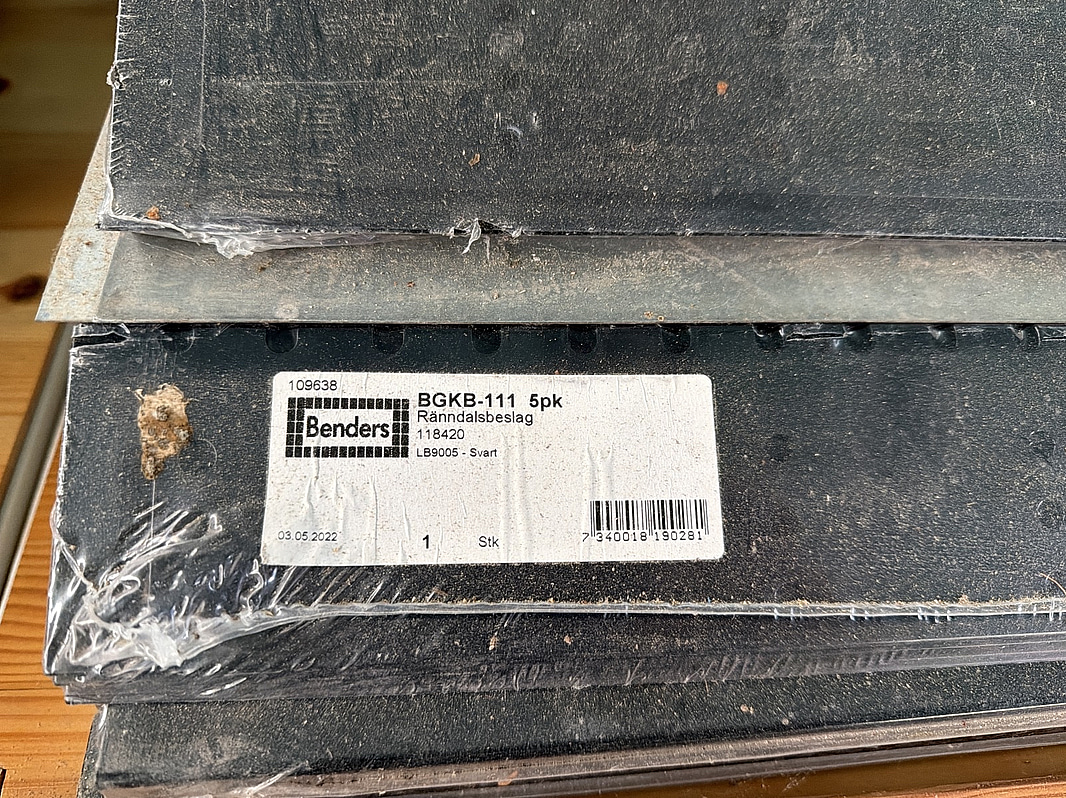 109638
Benders
BGKB-111 5pk
Ränndalsbeslag
118420
LB9005 - Svart
03.05.2022
1 Stk
7 340018 190281